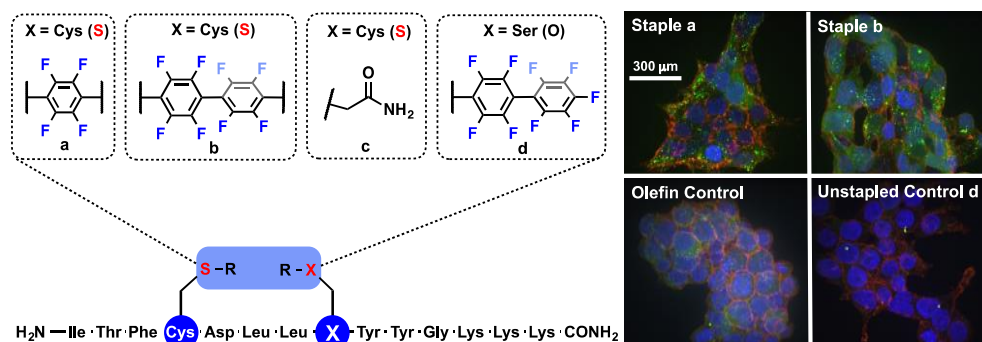 X = Cys (S)
F F
F F
a
X = Cys (S)
F F F F
F F F F
b
X = Cys (S)
O
NH2
c
X = Ser (O)
F F F F
F
F F F F
d
S–R R–X
H2N – Ile · Thr · Phe Cys · Asp · Leu · Leu · X · Tyr · Tyr · Gly · Lys · Lys · Lys · CONH2
Staple a
300 µm
Staple b
Olefin Control
Unstapled Control d